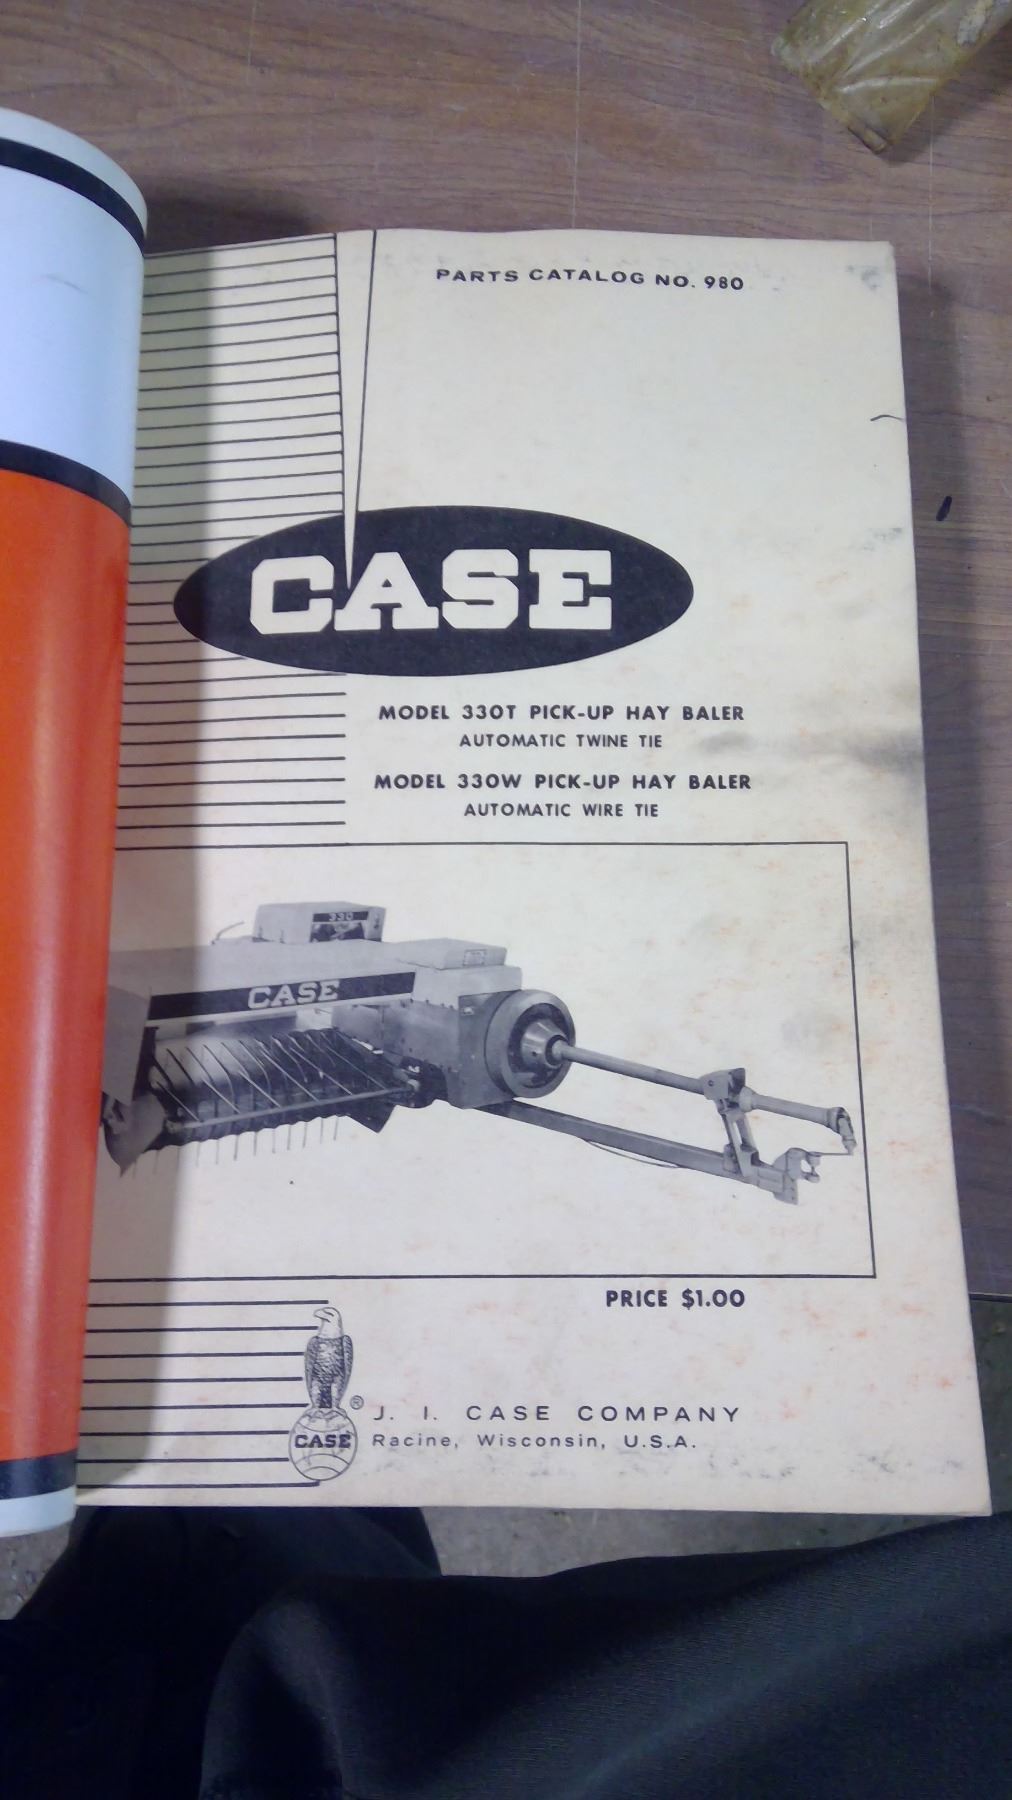 PARTS CATALOG NO. 980
CASE
MODEL 330T PICK-UP HAY BALER
AUTOMATIC TWINE TIE
MODEL 330W PICK-UP HAY BALER
AUTOMATIC WIRE TIE
330
CASE
PRICE $1.00
® J. I. CASE COMPANY
CASE Racine, Wisconsin, U.S.A.